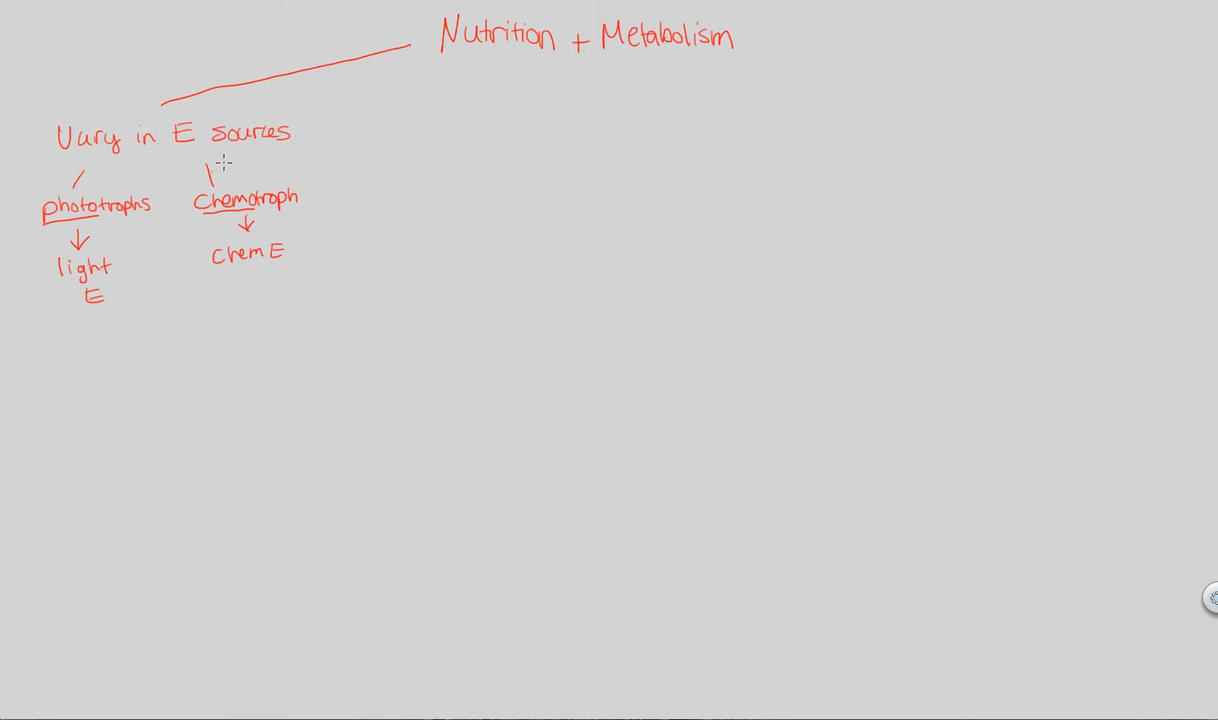 Nutrition + Metabolism
Vary in E sources
phototrophs
Chemotroph
light
E
Chem E